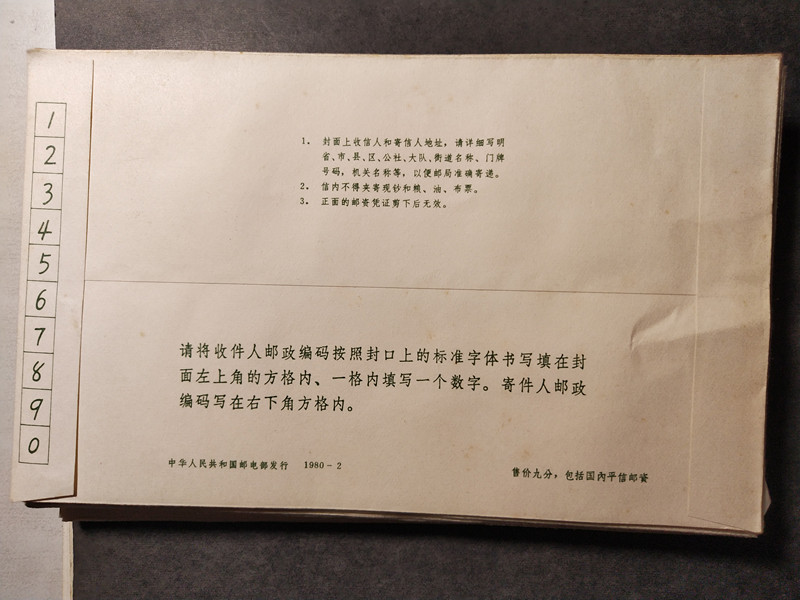 1
2
3
4
5
6
7
8
9
0
1. 封面上收信人和寄信人地址，请详细写明
省、市、县、区、公社、大队、街道名称、门牌
号码，机关名称等，以便邮局准确寄递。
2. 信内不得夹寄现钞和粮、油、布票。
3. 正面的邮资凭证剪下后无效。
请将收件人邮政编码按照封口上的标准字体书写填在封
面左上角的方格内、一格内填写一个数字。寄件人邮政
编码写在右下角方格内。
中华人民共和国邮电部发行 1980－2
售价九分，包括国内平信邮资